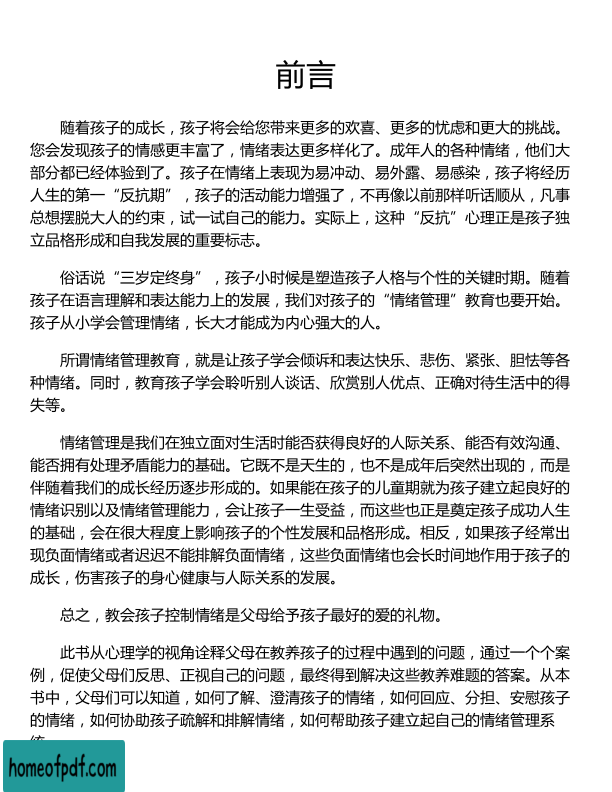 前言
随着孩子的成长，孩子将会给您带来更多的欢喜、更多的忧虑和更大的挑战。
您会发现孩子的情感更丰富了，情绪表达更多样化了。成年人的各种情绪，他们大
部分都已经体验到了。孩子在情绪上表现为易冲动、易外露、易感染，孩子将经历
人生的第一“反抗期”，孩子的活动能力增强了，不再像以前那样听话顺从，凡事
总想摆脱大人的约束，试一试自己的能力。实际上，这种“反抗”心理正是孩子独
立品格形成和自我发展的重要标志。
俗话说“三岁定终身”，孩子小时候是塑造孩子人格与个性的关键时期。随着
孩子在语言理解和表达能力上的发展，我们对孩子的“情绪管理”教育也要开始。
孩子从小学会管理情绪，长大才能成为内心强大的人。
所谓情绪管理教育，就是让孩子学会倾诉和表达快乐、悲伤、紧张、胆怯等各
种情绪。同时，教育孩子学会聆听别人谈话、欣赏别人优点、正确对待生活中的得
失等。
情绪管理是我们在独立面对生活时能否获得良好的人际关系、能否有效沟通、
能否拥有处理矛盾能力的基础。它既不是天生的，也不是成年后突然出现的，而是
伴随着我们的成长经历逐步形成的。如果能在孩子的儿童期就为孩子建立起良好的
情绪识别以及情绪管理能力，会让孩子一生受益，而这些也正是奠定孩子成功人生
的基础，会在很大程度上影响孩子的个性发展和品格形成。相反，如果孩子经常出
现负面情绪或者迟迟不能排解负面情绪，这些负面情绪也会长时间地作用于孩子的
成长，伤害孩子的身心健康与人际关系的发展。
总之，教会孩子控制情绪是父母给予孩子最好的爱的礼物。
此书从心理学的视角诠释父母在教养孩子的过程中遇到的问题，通过一个个案
例，促使父母们反思、正视自己的问题，最终得到解决这些教养难题的答案。从本
书中，父母们可以知道，如何了解、澄清孩子的情绪，如何回应、分担、安慰孩子
的情绪，如何协助孩子疏解和排解情绪，如何帮助孩子建立起自己的情绪管理系
homeofpdf.com